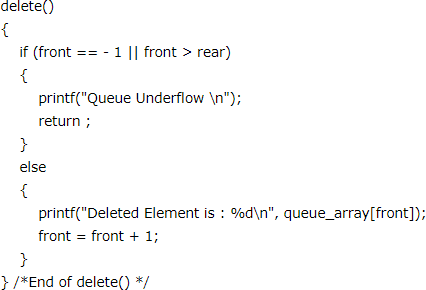 delete()
{
if (front == - 1 || front > rear)
{
printf("Queue Underflow \n");
return ;
}
else
{
printf("Deleted Element is : %d\n", queue_array[front]);
front = front + 1;
}
} /*End of delete() */